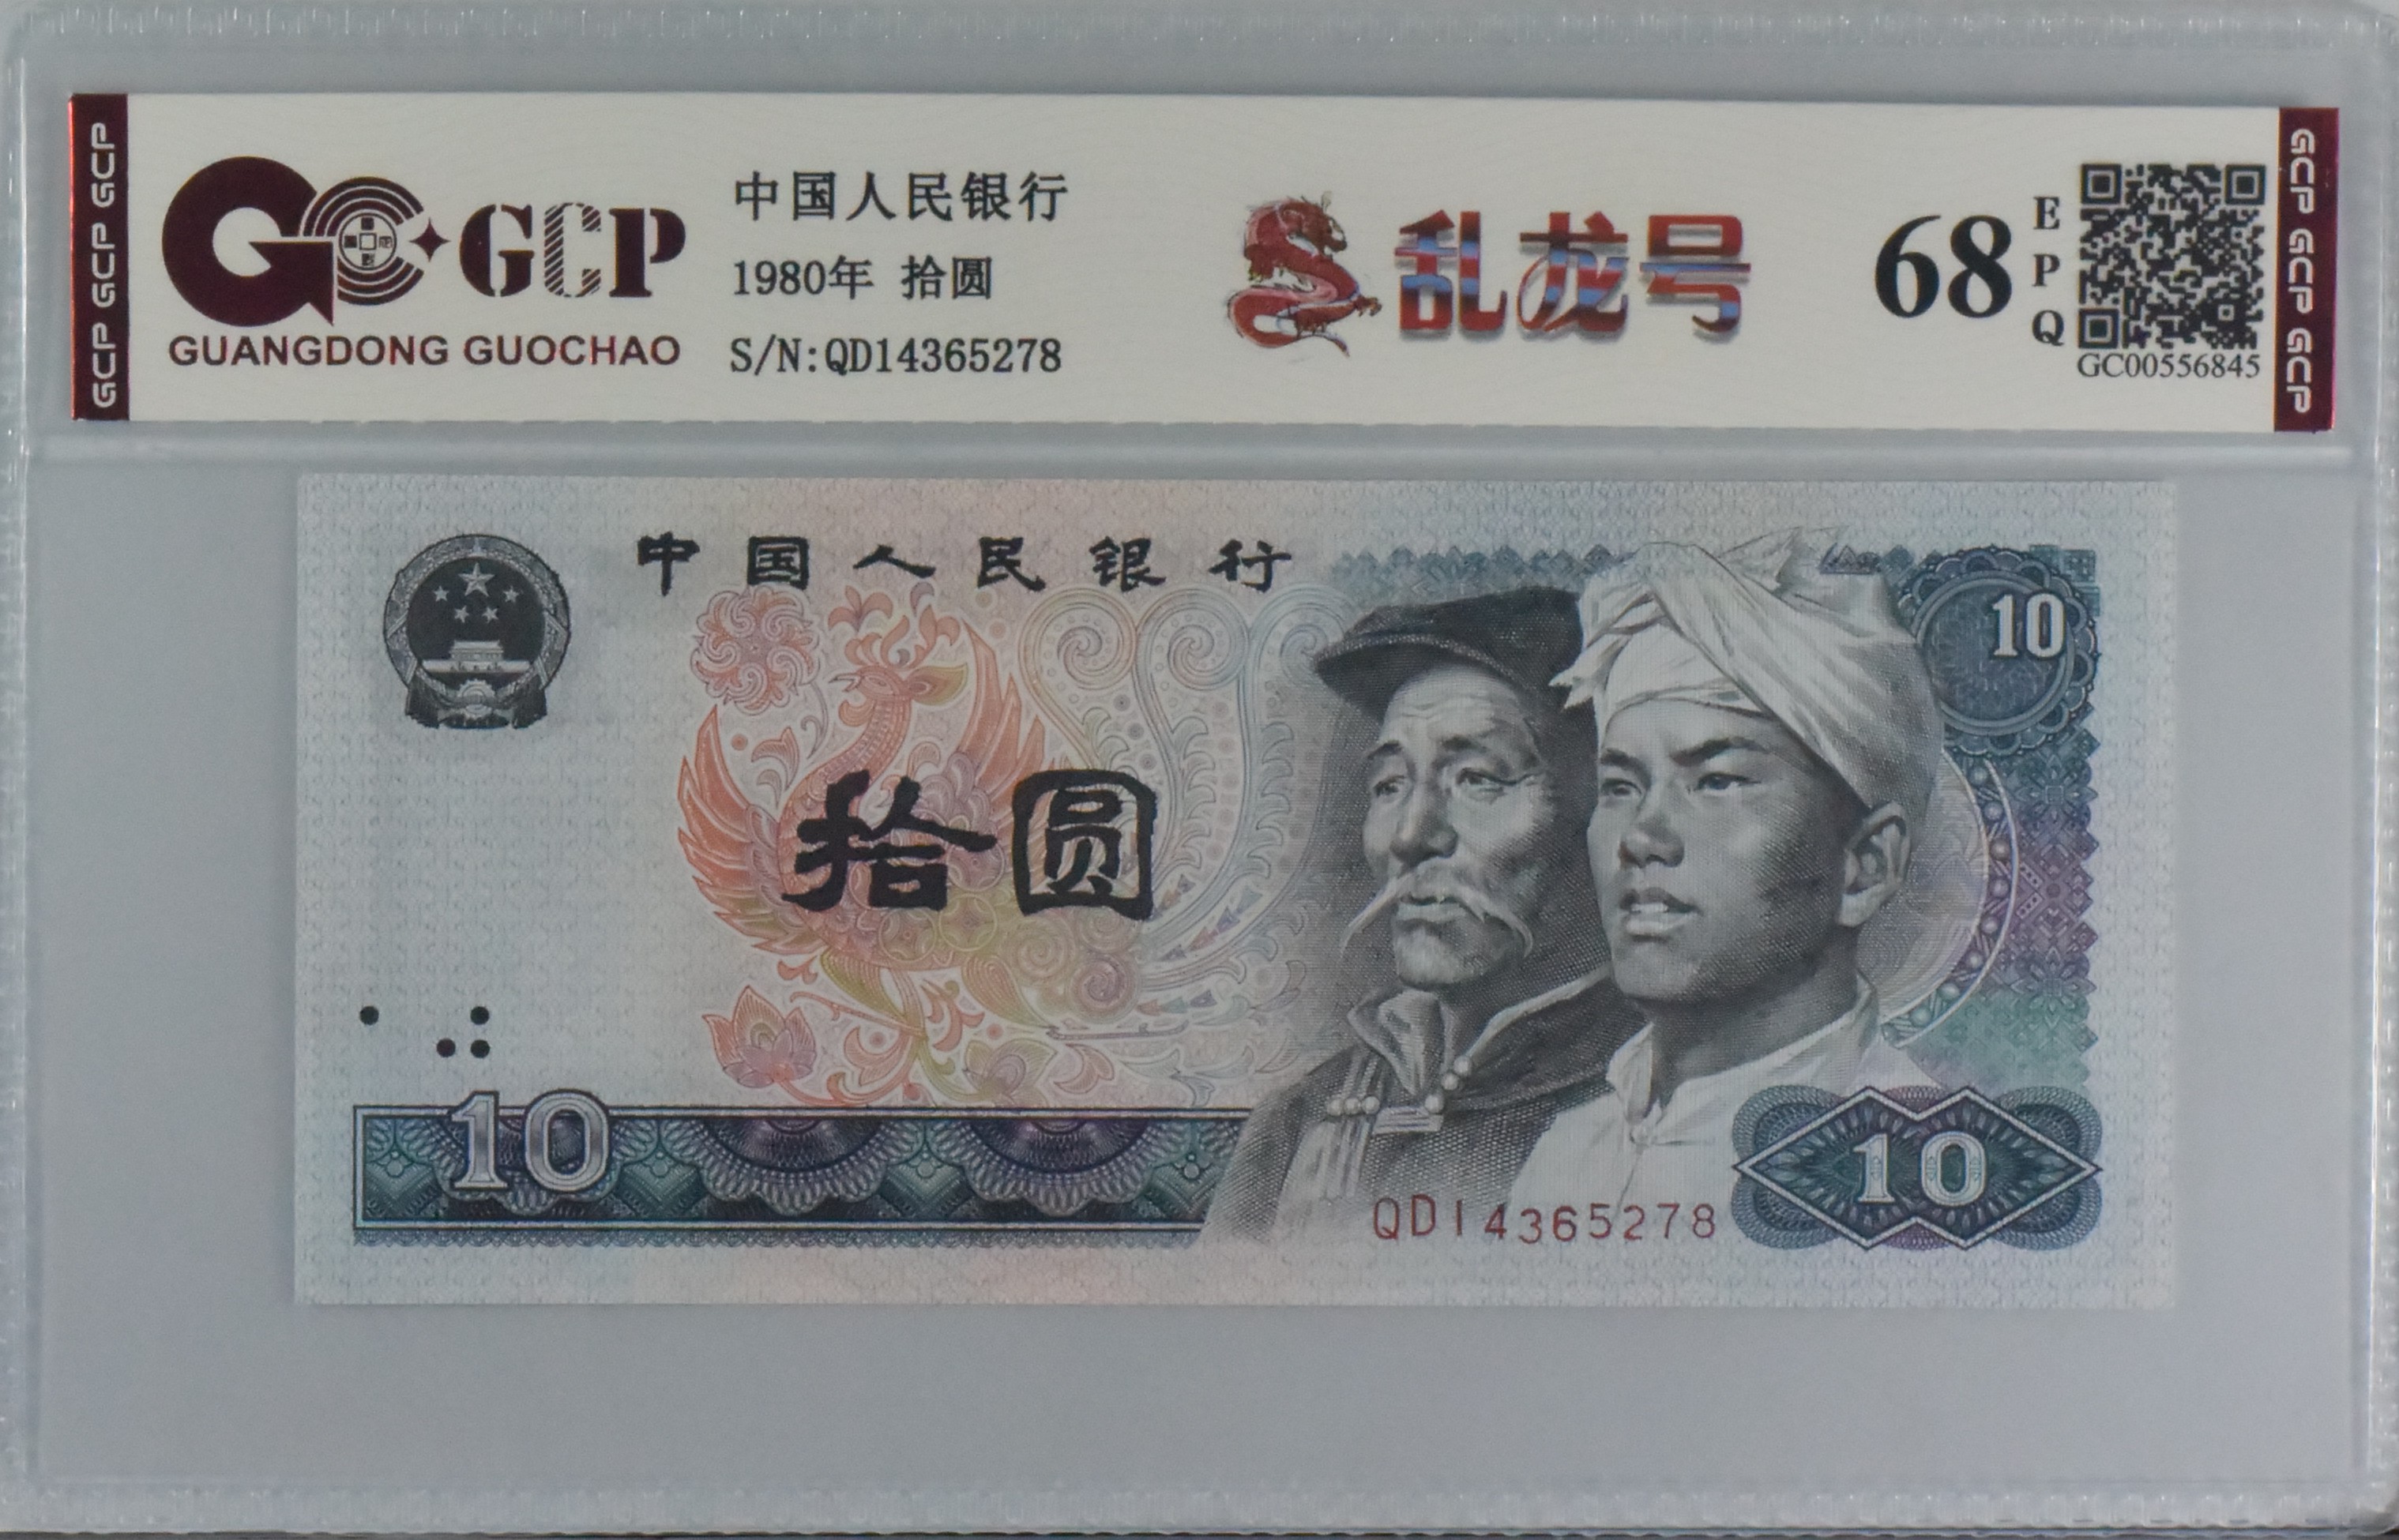 GCP GCP GCP
GCP
GUANGDONG GUOCHAO
中国人民银行
1980年 拾圆
S/N:QD14365278
乱龙号
68
EPQ
GC00556845
GCP GCP GCP
中国人民银行
10
拾圆
10
10
QD14365278